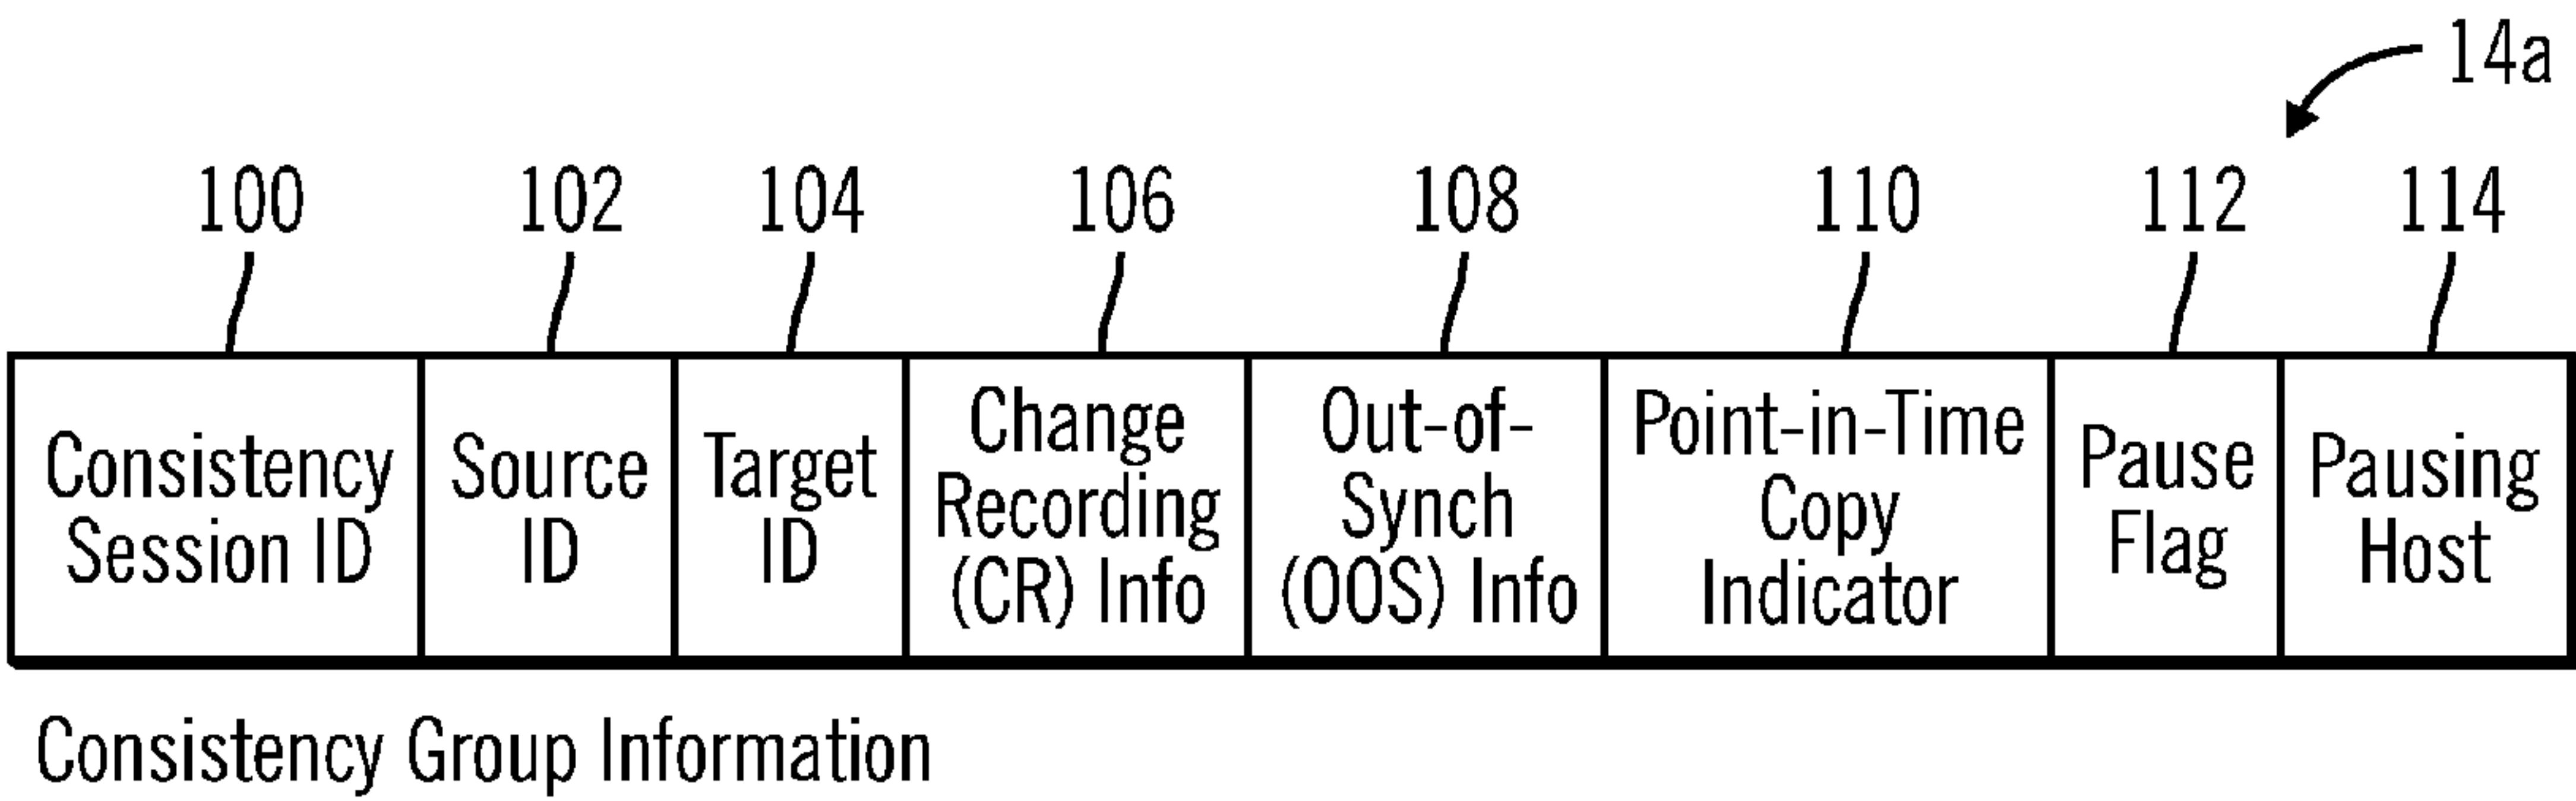 14a
100 102 104 106 108 110 112 114
Consistency
Session ID
Source
ID
Target
ID
Change
Recording
(CR) Info
Out-of-
Synch
(OOS) Info
Point-in-Time
Copy
Indicator
Pause
Flag
Pausing
Host
Consistency Group Information